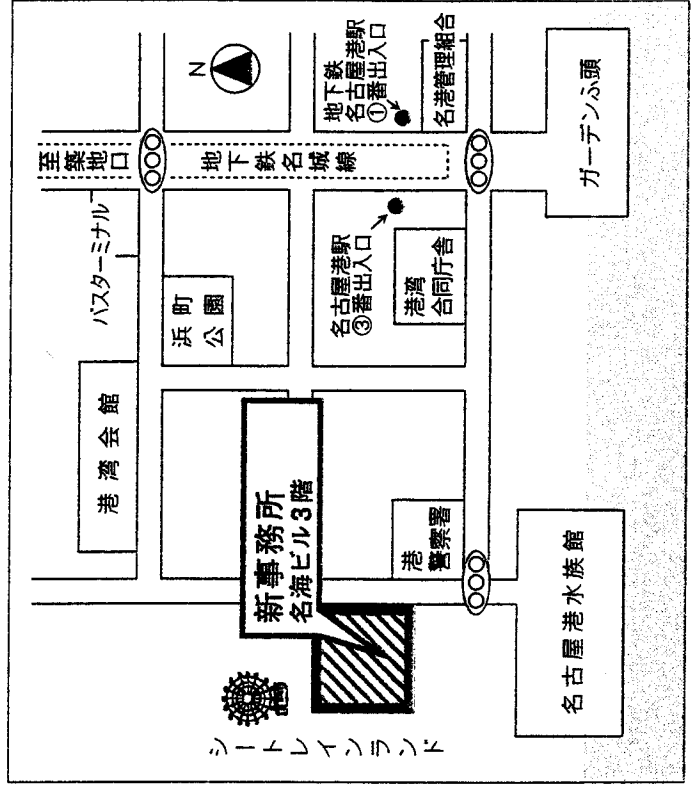 シートレインランド
港湾会館
バスターミナル
至築地口
N
浜町
公園
地下鉄名城線
新事務所
名海ビル3階
名古屋港駅
③番出入口
地下鉄
名古屋港駅
①番出入口
港
警察署
港湾
合同庁舎
名港管理組合
名古屋港水族館
ガーデンふ頭